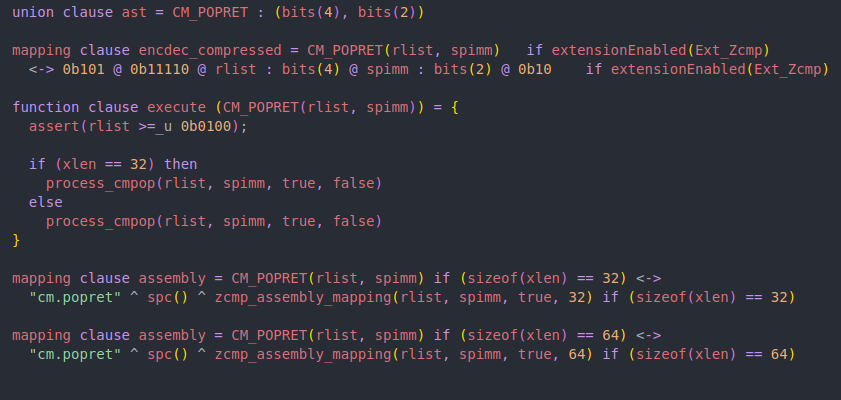 union clause ast = CM_POPRET : (bits(4), bits(2))
mapping clause encdec_compressed = CM_POPRET(rlist, spimm)   if extensionEnabled(Ext_Zcmp)
  <-> 0b101 @ 0b11110 @ rlist : bits(4) @ spimm : bits(2) @ 0b10    if extensionEnabled(Ext_Zcmp)
function clause execute (CM_POPRET(rlist, spimm)) = {
  assert(rlist >=_u 0b0100);
  if (xlen == 32) then
    process_cmpop(rlist, spimm, true, false)
  else
    process_cmpop(rlist, spimm, true, false)
}
mapping clause assembly = CM_POPRET(rlist, spimm) if (sizeof(xlen) == 32) <->
  "cm.popret" ^ spc() ^ zcmp_assembly_mapping(rlist, spimm, true, 32) if (sizeof(xlen) == 32)
mapping clause assembly = CM_POPRET(rlist, spimm) if (sizeof(xlen) == 64) <->
  "cm.popret" ^ spc() ^ zcmp_assembly_mapping(rlist, spimm, true, 64) if (sizeof(xlen) == 64)